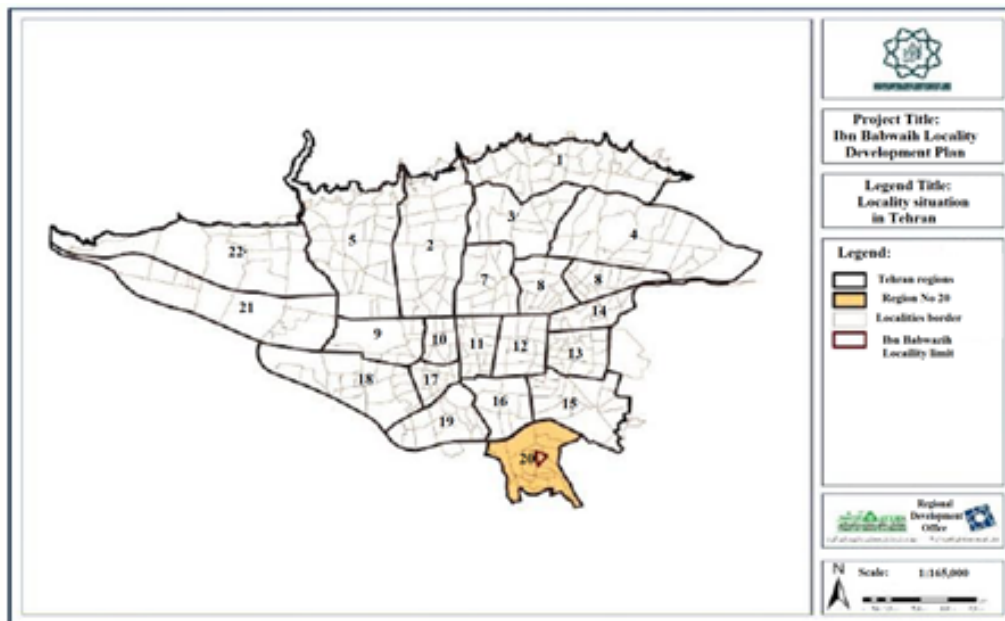 1
3
4
5
2
22
7
8
8
21
14
9
10
11
12
13
18
17
16
15
19
20
Project Title:
Ibn Babwaih Locality
Development Plan
Legend Title:
Locality situation
in Tehran
Legend:
Tehran regions
Region No 20
Localities border
Ibn Babwaih
Locality limit
Regional
Development
Office
N
Scale: 1:165,000